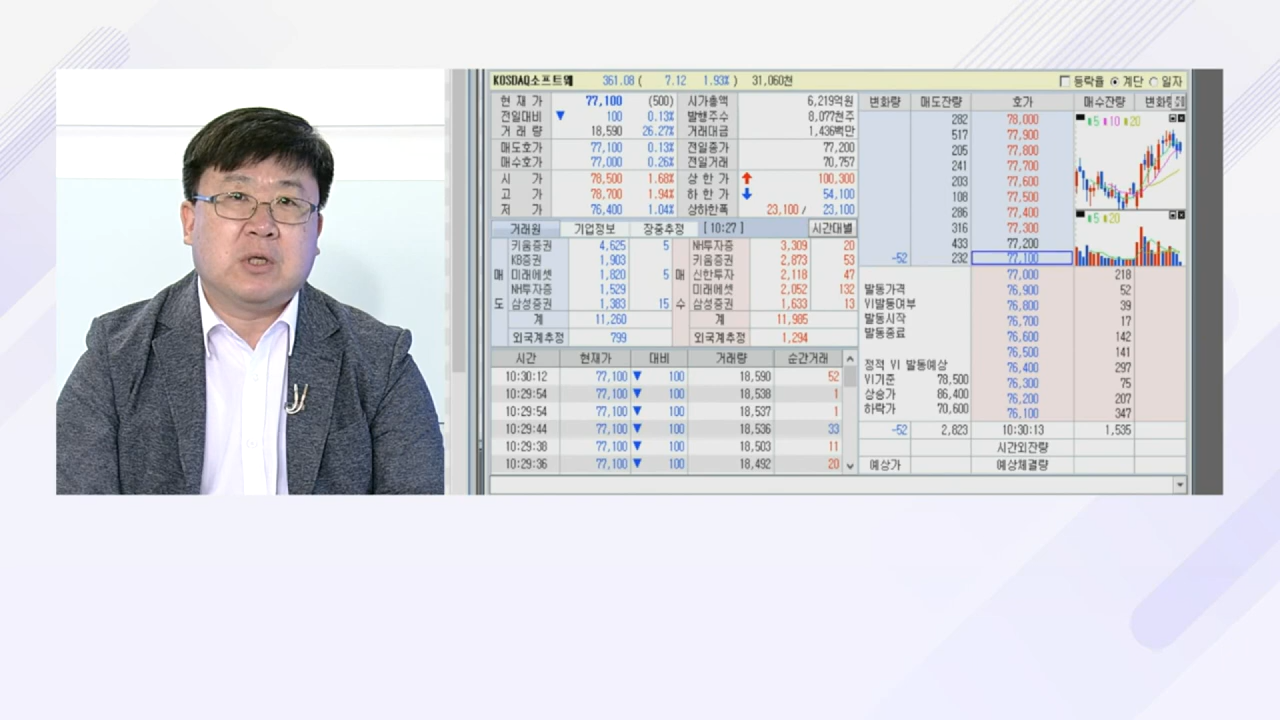 KOSDAQ소프트웨 361.08 ( 7.12 1.93% ) 31,060천 등락율 계단 일자
현 재 가 77,100 (500) 시가총액 6,219억원
전일대비 ▼ 100 0.13% 발행주수 8,077천주
거 래 량 18,590 26.27% 거래대금 1,436백만
매도호가 77,100 0.13% 전일종가 77,200
매수호가 77,000 0.26% 전일거래 70,757
시 가 78,500 1.68% 상 한 가 100,300
고 가 78,700 1.94% 하 한 가 54,100
저 가 76,400 1.04% 상하한폭 23,100 / 23,100
거래원 기업정보 장중추정 [10:27] 시간대별
매도 매수
키움증권 4,625 5 NH투자증 3,309 20
KB증권 1,903 키움증권 2,873 53
미래에셋 1,820 5 신한투자 2,118 47
NH투자증 1,529 미래에셋 2,052 132
삼성증권 1,383 15 삼성증권 1,633 13
계 11,260 계 11,985
외국계추정 799 외국계추정 1,294
시간 현재가 대비 거래량 순간거래
10:30:12 77,100 ▼ 100 18,590 52
10:29:54 77,100 ▼ 100 18,538 1
10:29:54 77,100 ▼ 100 18,537 1
10:29:44 77,100 ▼ 100 18,536 33
10:29:38 77,100 ▼ 100 18,503 11
10:29:36 77,100 ▼ 100 18,492 20
변화량 매도잔량 호가 매수잔량
282 78,000
517 77,900
205 77,800
241 77,700
203 77,600
108 77,500
286 77,400
316 77,300
433 77,200
-52 232 77,100
77,000 218
76,900 52
76,800 39
76,700 17
76,600 142
76,500 141
76,400 297
76,300 75
76,200 207
76,100 347
발동가격
VI발동여부
발동시작
발동종료
정적 VI 발동예상
VI기준 78,500
상승가 86,400
하락가 70,600
-52 2,823 10:30:13 1,535
시간외잔량
예상가 예상체결량
5 10 20
5 20